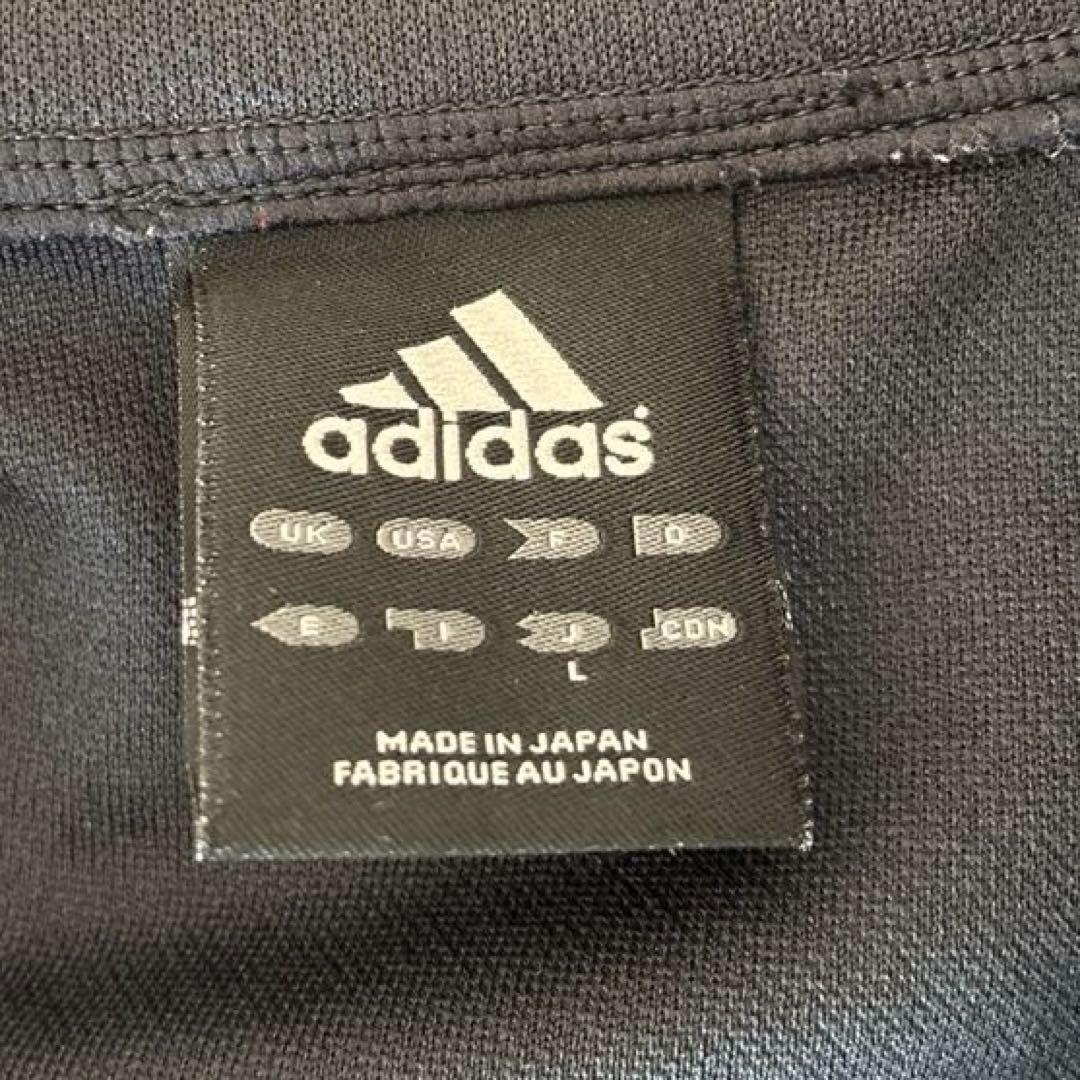 adidas
UK USA F D
E I J CDN
L
MADE IN JAPAN
FABRIQUE AU JAPON